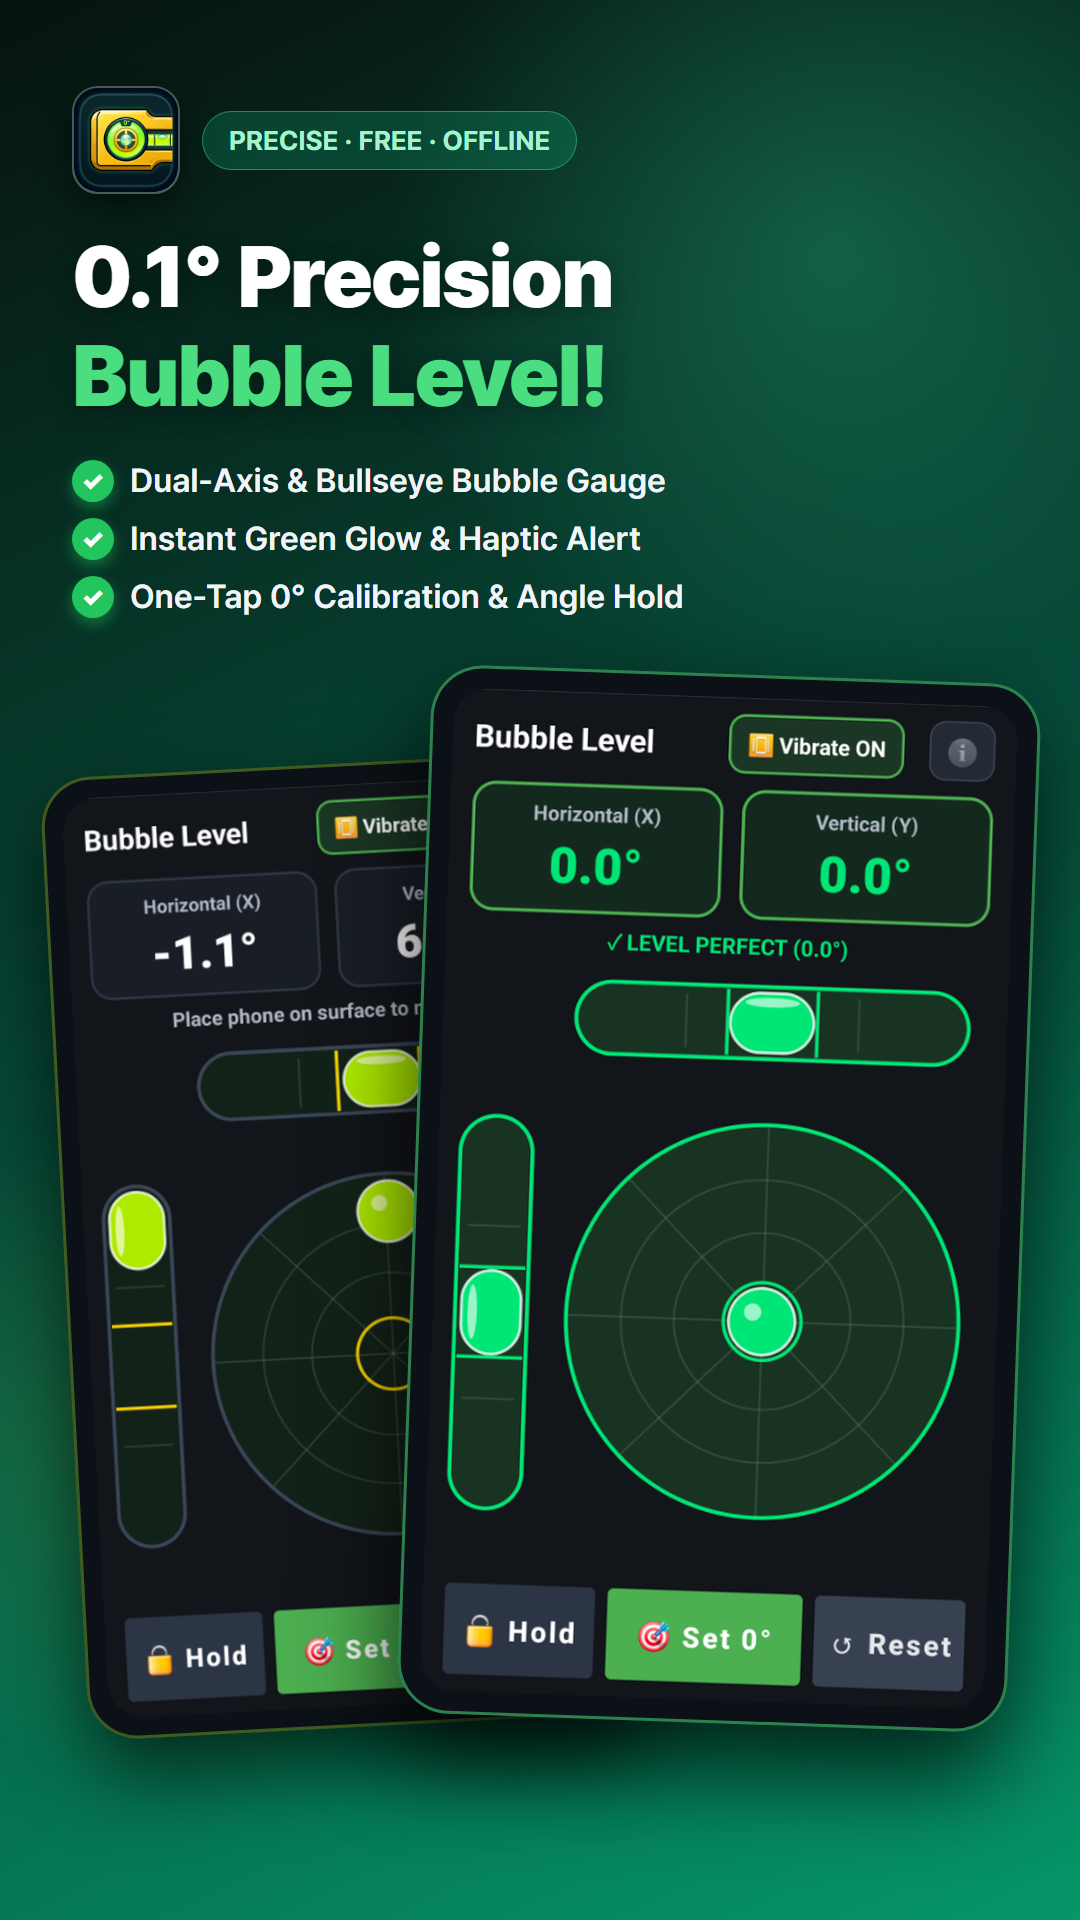 PRECISE · FREE · OFFLINE
0.1° Precision
Bubble Level!
Dual-Axis & Bullseye Bubble Gauge
Instant Green Glow & Haptic Alert
One-Tap 0° Calibration & Angle Hold
Bubble Level
Vibrate
Horizontal (X)
-1.1°
Place phone on surface to
Hold
Set
Bubble Level
Vibrate ON
Horizontal (X)
0.0°
Vertical (Y)
0.0°
✓ LEVEL PERFECT (0.0°)
Hold
Set 0°
↺ Reset